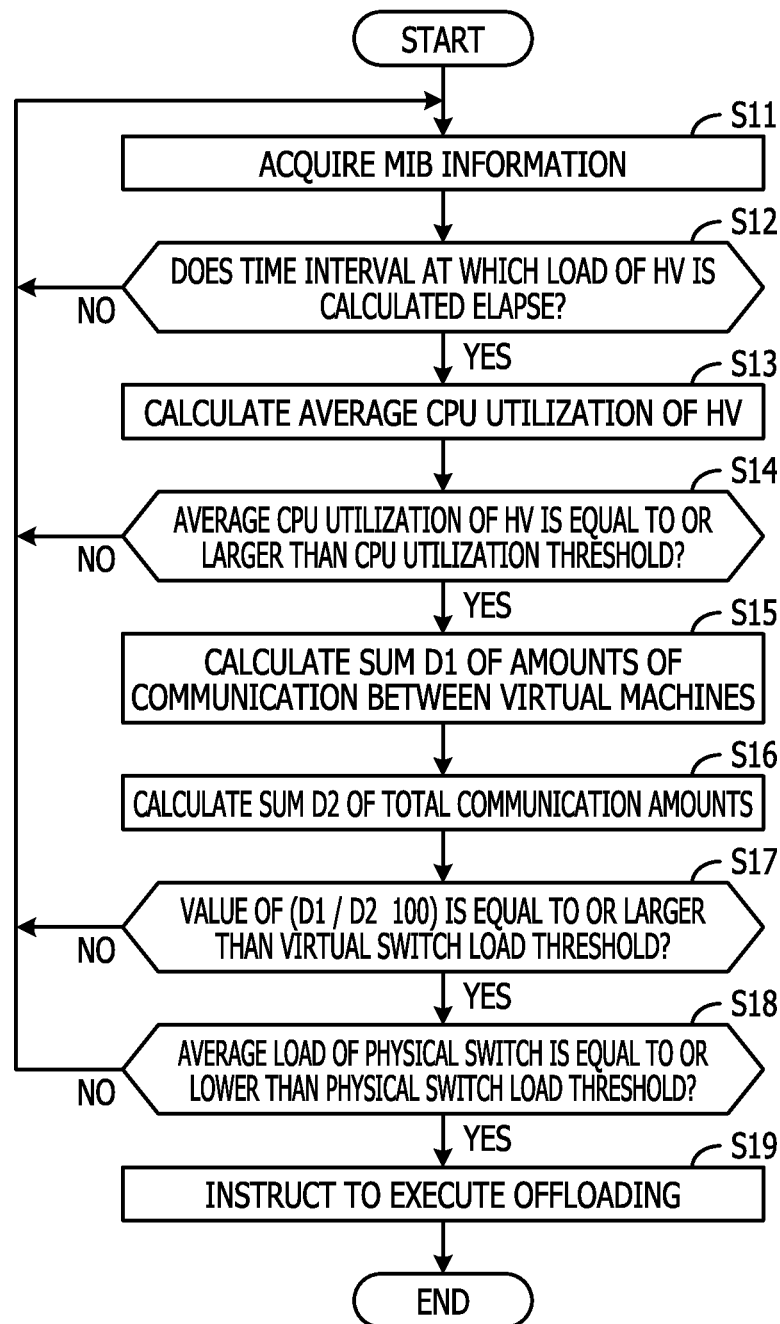 START
S11
ACQUIRE MIB INFORMATION
S12
DOES TIME INTERVAL AT WHICH LOAD OF HV IS
CALCULATED ELAPSE?
NO
YES
S13
CALCULATE AVERAGE CPU UTILIZATION OF HV
S14
AVERAGE CPU UTILIZATION OF HV IS EQUAL TO OR
LARGER THAN CPU UTILIZATION THRESHOLD?
NO
YES
S15
CALCULATE SUM D1 OF AMOUNTS OF
COMMUNICATION BETWEEN VIRTUAL MACHINES
S16
CALCULATE SUM D2 OF TOTAL COMMUNICATION AMOUNTS
S17
VALUE OF (D1 / D2 100) IS EQUAL TO OR LARGER
THAN VIRTUAL SWITCH LOAD THRESHOLD?
NO
YES
S18
AVERAGE LOAD OF PHYSICAL SWITCH IS EQUAL TO OR
LOWER THAN PHYSICAL SWITCH LOAD THRESHOLD?
NO
YES
S19
INSTRUCT TO EXECUTE OFFLOADING
END